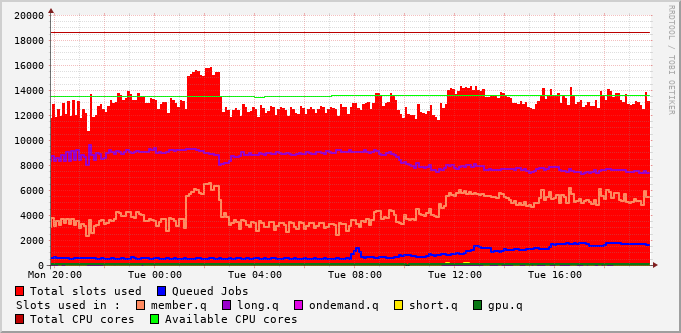 20000
18000
16000
14000
12000
10000
8000
6000
4000
2000
0
Mon 20:00 Tue 00:00 Tue 04:00 Tue 08:00 Tue 12:00 Tue 16:00
Total slots used Queued Jobs
Slots used in : member.q long.q ondemand.q short.q gpu.q
Total CPU cores Available CPU cores
RRDTOOL / TOBI OETIKER